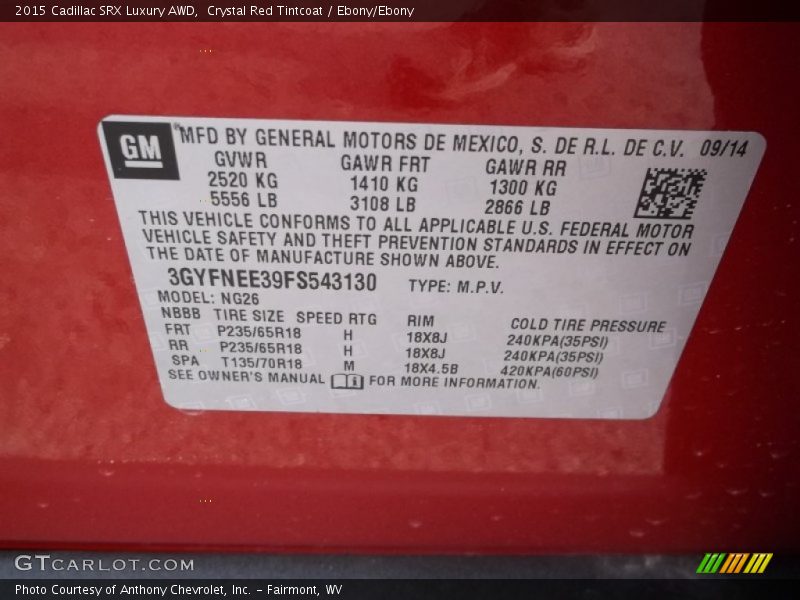 2015 Cadillac SRX Luxury AWD,  Crystal Red Tintcoat / Ebony/Ebony
GM ® MFD BY GENERAL MOTORS DE MEXICO, S. DE R.L. DE C.V. 09/14
GVWR GAWR FRT GAWR RR
2520 KG 1410 KG 1300 KG
5556 LB 3108 LB 2866 LB
THIS VEHICLE CONFORMS TO ALL APPLICABLE U.S. FEDERAL MOTOR
VEHICLE SAFETY AND THEFT PREVENTION STANDARDS IN EFFECT ON
THE DATE OF MANUFACTURE SHOWN ABOVE.
3GYFNEE39FS543130 TYPE: M.P.V.
MODEL: NG26
NBBB TIRE SIZE SPEED RTG RIM COLD TIRE PRESSURE
FRT P235/65R18 H 18X8J 240KPA(35PSI)
RR P235/65R18 H 18X8J 240KPA(35PSI)
SPA T135/70R18 M 18X4.5B 420KPA(60PSI)
SEE OWNER'S MANUAL FOR MORE INFORMATION.
GTCARLOT.COM
Photo Courtesy of Anthony Chevrolet, Inc. – Fairmont, WV